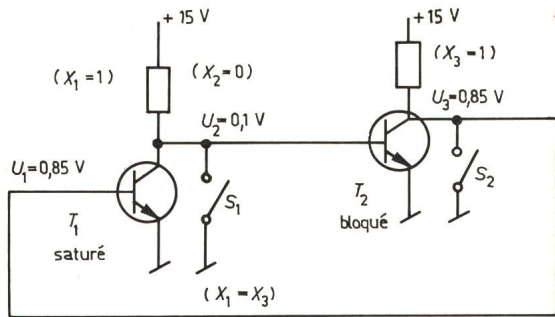 + 15 V
+ 15 V
(X₁ = 1)
(X₂ = 0)
(X₃ = 1)
U₂ = 0,1 V
U₃ = 0,85 V
U₁ = 0,85 V
T₁
saturé
S₁
T₂
bloqué
S₂
(X₁ = X₃)